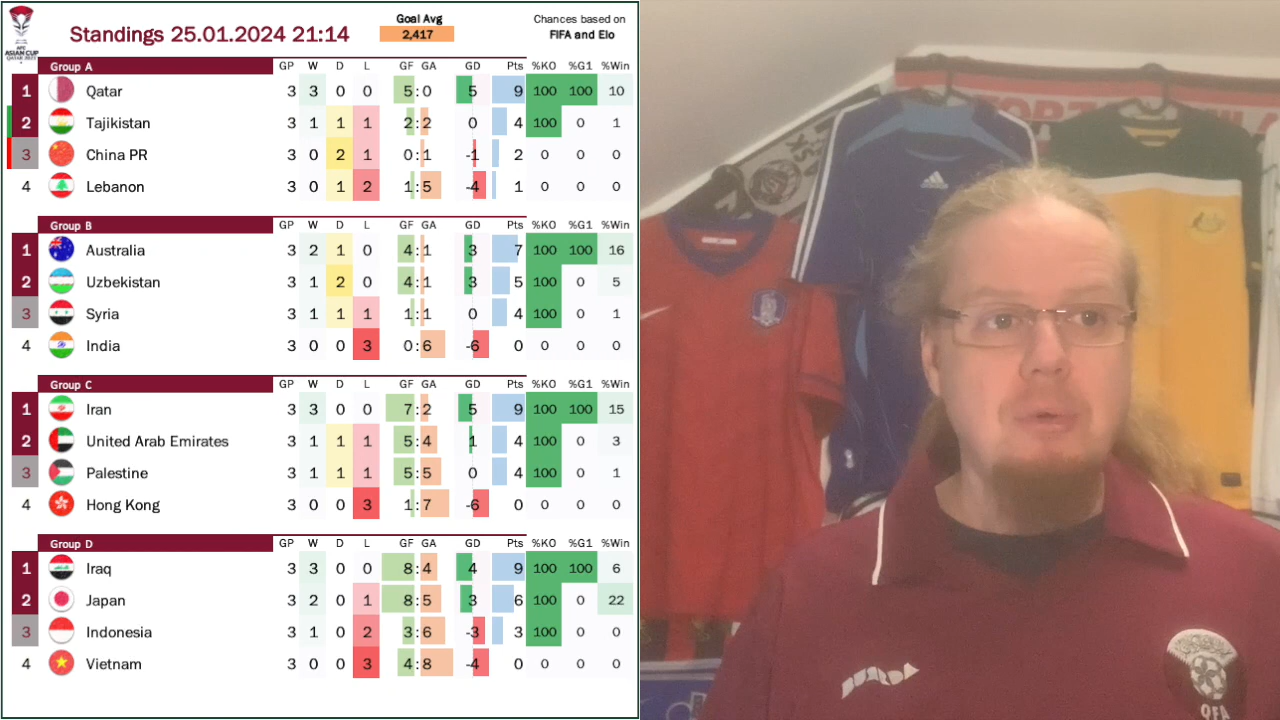 AFC
ASIAN CUP
QATAR 2023
Standings 25.01.2024 21:14
Goal Avg
2,417
Chances based on
FIFA and Elo
Group A GP W D L GF GA GD Pts %KO %G1 %Win
1 Qatar 3 3 0 0 5:0 5 9 100 100 10
2 Tajikistan 3 1 1 1 2:2 0 4 100 0 1
3 China PR 3 0 2 1 0:1 -1 2 0 0 0
4 Lebanon 3 0 1 2 1:5 -4 1 0 0 0
Group B GP W D L GF GA GD Pts %KO %G1 %Win
1 Australia 3 2 1 0 4:1 3 7 100 100 16
2 Uzbekistan 3 1 2 0 4:1 3 5 100 0 5
3 Syria 3 1 1 1 1:1 0 4 100 0 1
4 India 3 0 0 3 0:6 -6 0 0 0 0
Group C GP W D L GF GA GD Pts %KO %G1 %Win
1 Iran 3 3 0 0 7:2 5 9 100 100 15
2 United Arab Emirates 3 1 1 1 5:4 1 4 100 0 3
3 Palestine 3 1 1 1 5:5 0 4 100 0 1
4 Hong Kong 3 0 0 3 1:7 -6 0 0 0 0
Group D GP W D L GF GA GD Pts %KO %G1 %Win
1 Iraq 3 3 0 0 8:4 4 9 100 100 6
2 Japan 3 2 0 1 8:5 3 6 100 0 22
3 Indonesia 3 1 0 2 3:6 -3 3 100 0 0
4 Vietnam 3 0 0 3 4:8 -4 0 0 0 0
adidas
QFA